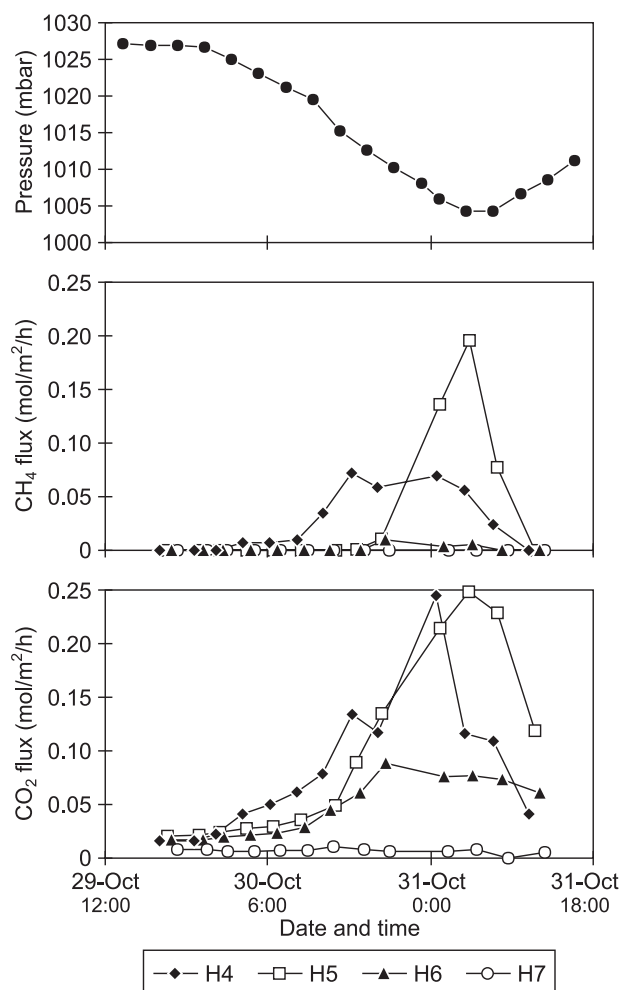 1030
1025
1020
1015
1010
1005
1000
Pressure (mbar)
0.25
0.20
0.15
0.10
0.05
0
CH₄ flux (mol/m²/h)
0.25
0.20
0.15
0.10
0.05
0
CO₂ flux (mol/m²/h)
29-Oct 30-Oct 31-Oct 31-Oct
12:00 6:00 0:00 18:00
Date and time
H4 H5 H6 H7